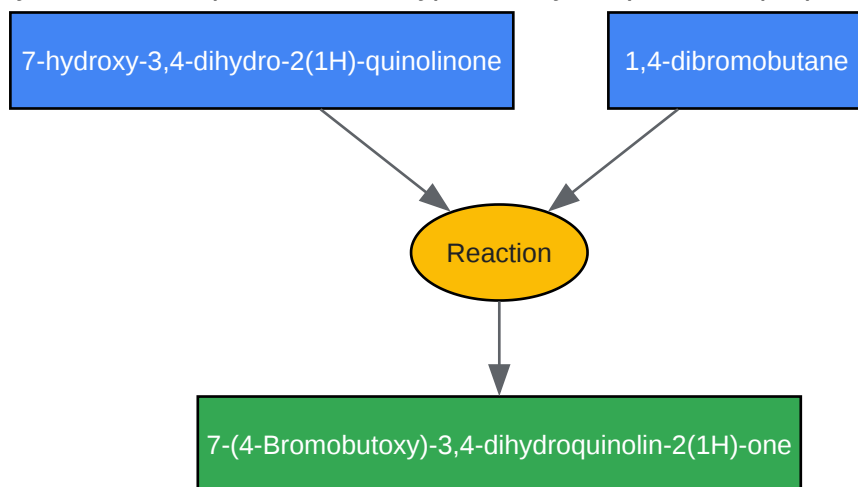 7-hydroxy-3,4-dihydro-2(1H)-quinolinone
1,4-dibromobutane
Reaction
7-(4-Bromobutoxy)-3,4-dihydroquinolin-2(1H)-one